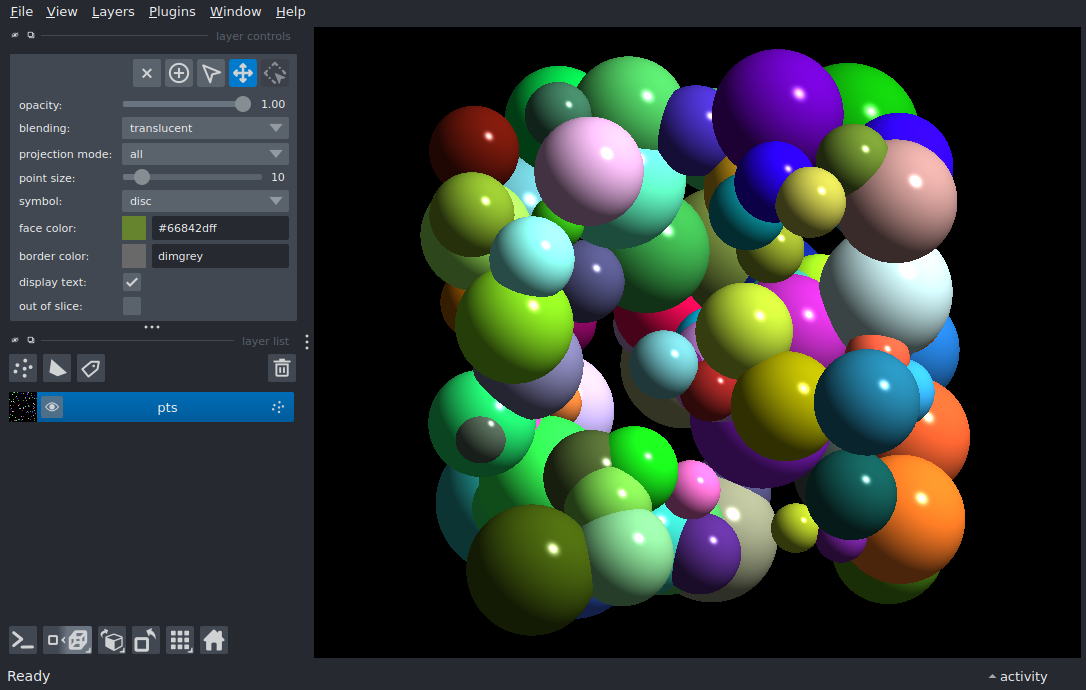 File View Layers Plugins Window Help
layer controls
opacity: 1.00
blending: translucent
projection mode: all
point size: 10
symbol: disc
face color: #66842dff
border color: dimgrey
display text:
out of slice:
layer list
pts
Ready activity